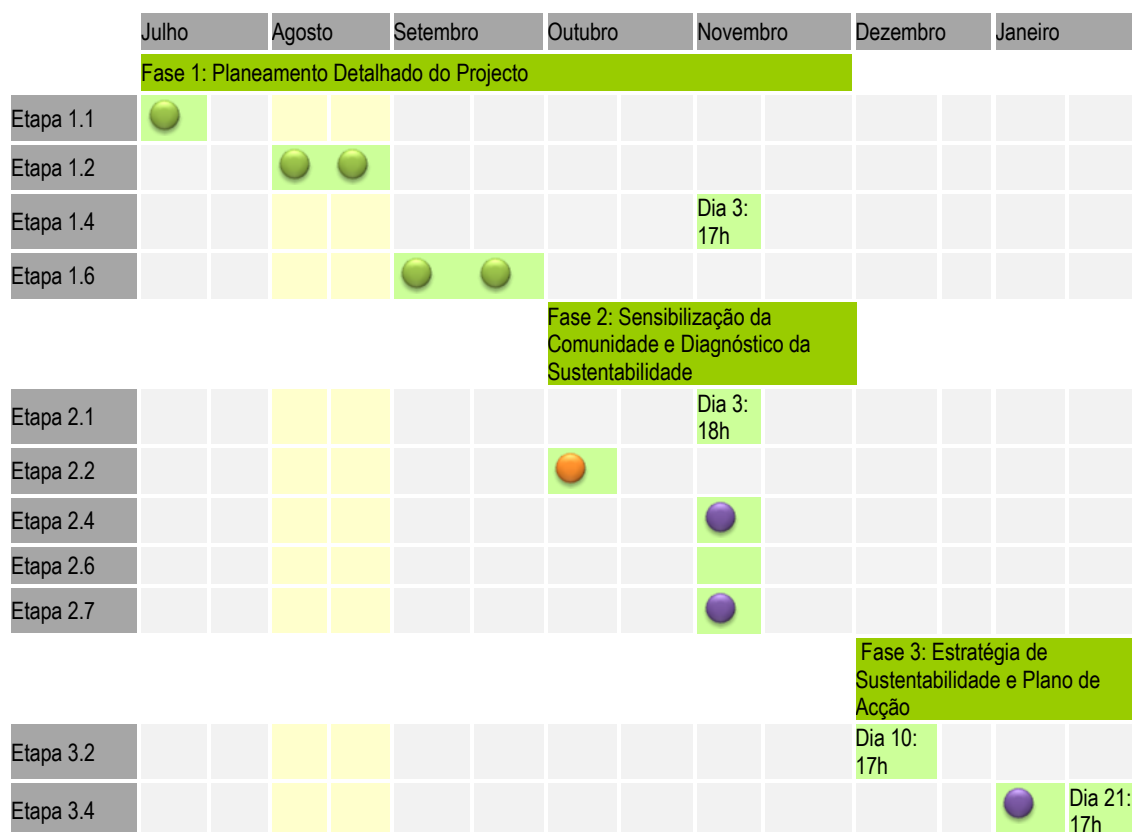 Julho Agosto Setembro Outubro Novembro Dezembro Janeiro
Fase 1: Planeamento Detalhado do Projecto
Etapa 1.1
Etapa 1.2
Etapa 1.4
Dia 3:
17h
Etapa 1.6
Fase 2: Sensibilização da
Comunidade e Diagnóstico da
Sustentabilidade
Etapa 2.1
Dia 3:
18h
Etapa 2.2
Etapa 2.4
Etapa 2.6
Etapa 2.7
Fase 3: Estratégia de
Sustentabilidade e Plano de
Acção
Etapa 3.2
Dia 10:
17h
Etapa 3.4
Dia 21:
17h